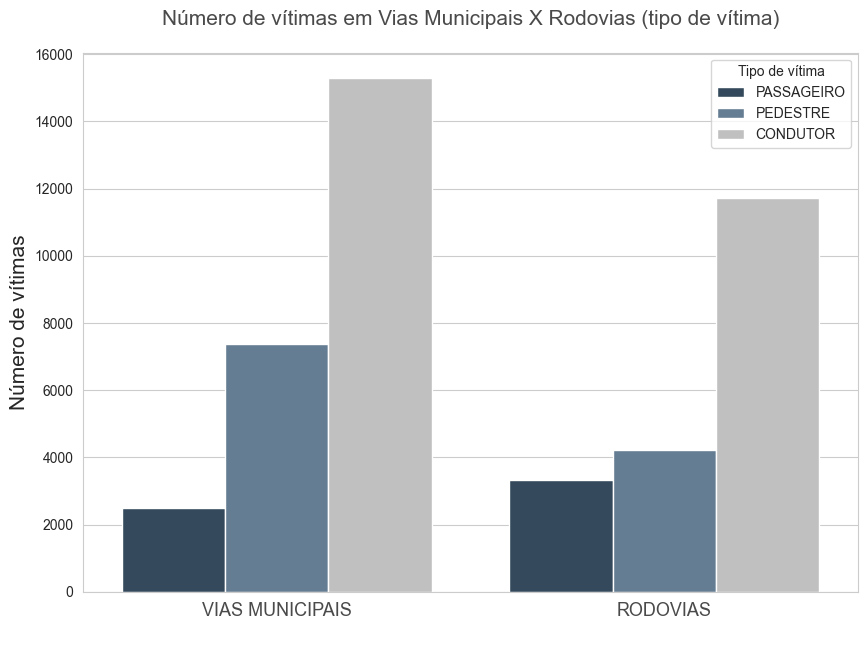 Número de vítimas em Vias Municipais X Rodovias (tipo de vítima)
Número de vítimas
16000
14000
12000
10000
8000
6000
4000
2000
0
Tipo de vítima
PASSAGEIRO
PEDESTRE
CONDUTOR
VIAS MUNICIPAIS
RODOVIAS